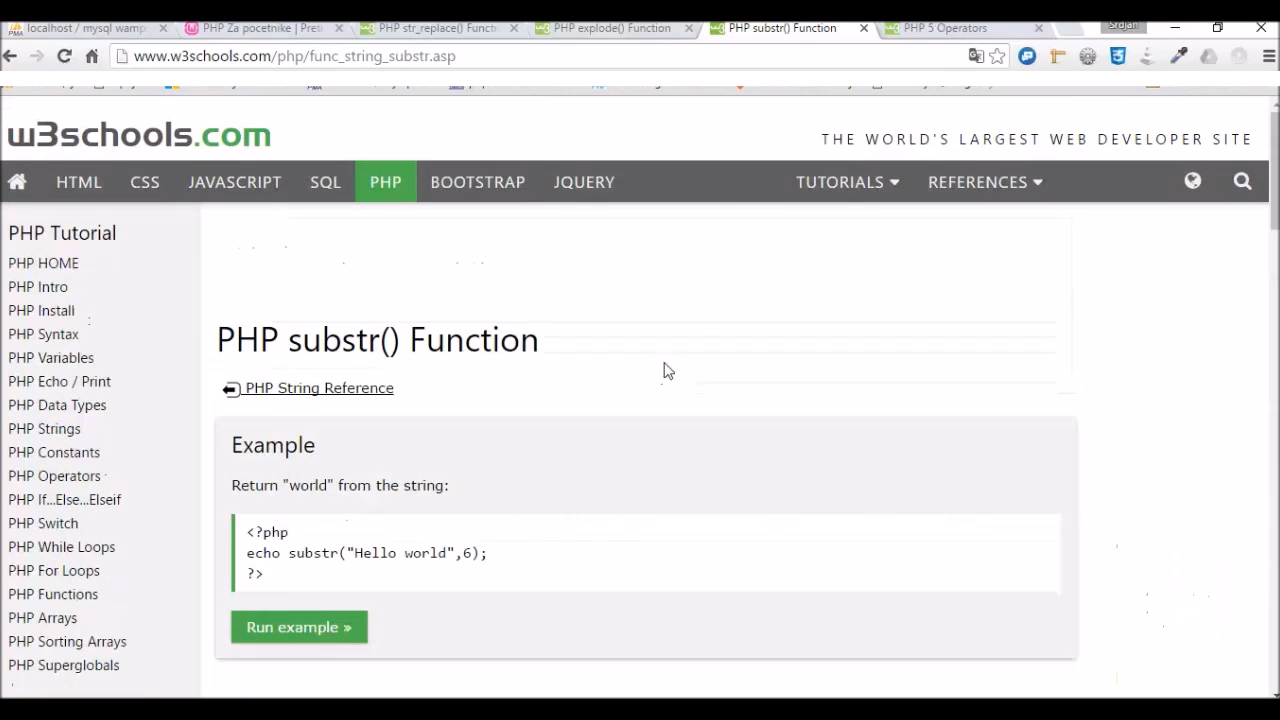 localhost / mysql wamp
PHP Za pocetnike | Preti
PHP str_replace() Functi
PHP explode() Function
PHP substr() Function
PHP 5 Operators
Srdjan
www.w3schools.com/php/func_string_substr.asp
w3schools.com
THE WORLD'S LARGEST WEB DEVELOPER SITE
HTML CSS JAVASCRIPT SQL PHP BOOTSTRAP JQUERY TUTORIALS REFERENCES
PHP Tutorial
PHP HOME
PHP Intro
PHP Install
PHP Syntax
PHP Variables
PHP Echo / Print
PHP Data Types
PHP Strings
PHP Constants
PHP Operators
PHP If...Else...Elseif
PHP Switch
PHP While Loops
PHP For Loops
PHP Functions
PHP Arrays
PHP Sorting Arrays
PHP Superglobals
PHP substr() Function
PHP String Reference
Example
Return "world" from the string:
<?php
echo substr("Hello world",6);
?>
Run example »